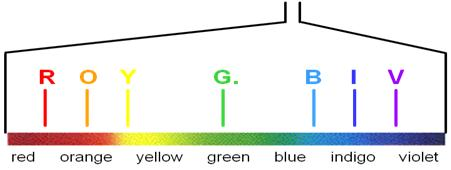 R O Y G. B I V
red orange yellow green blue indigo violet